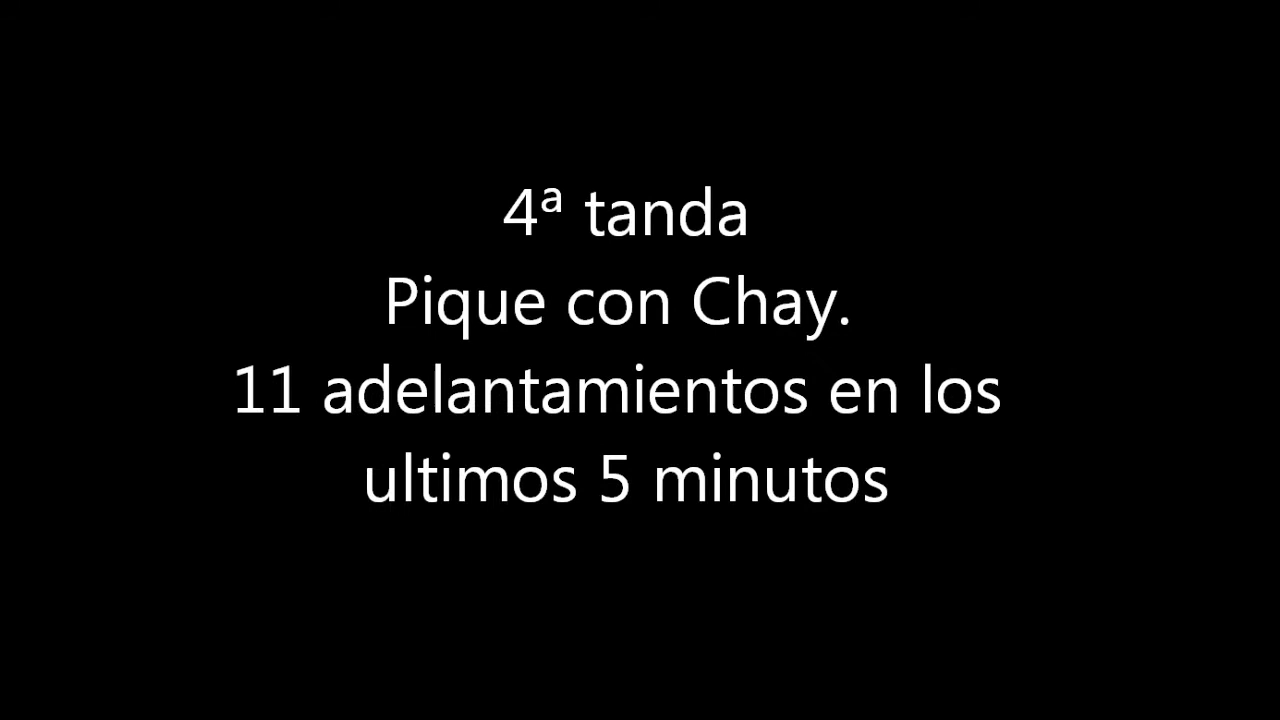 4ª tanda
Pique con Chay.
11 adelantamientos en los
ultimos 5 minutos